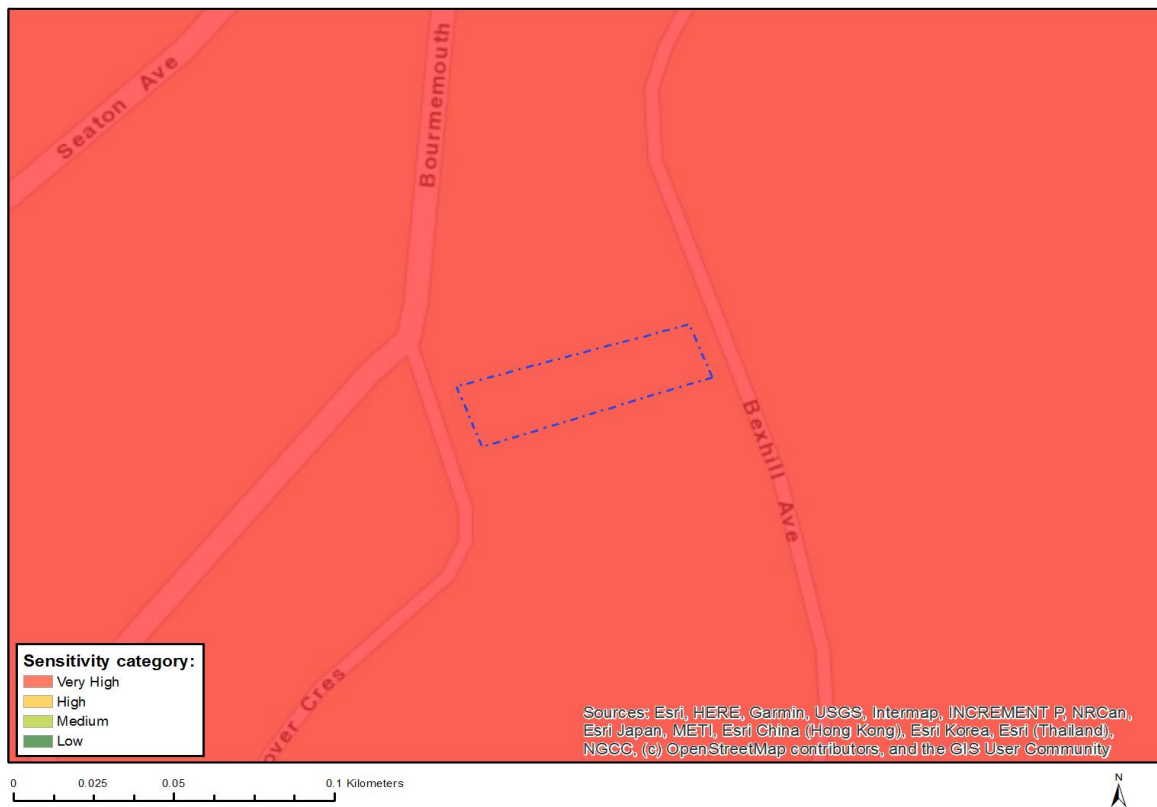 Seaton Ave
Bournemouth
Bexhill Ave
over Cres
Sensitivity category:
Very High
High
Medium
Low
Sources: Esri, HERE, Garmin, USGS, Intermap, INCREMENT P, NRCan,
Esri Japan, METI, Esri China (Hong Kong), Esri Korea, Esri (Thailand),
NGCC, (c) OpenStreetMap contributors, and the GIS User Community
0 0.025 0.05 0.1 Kilometers
N